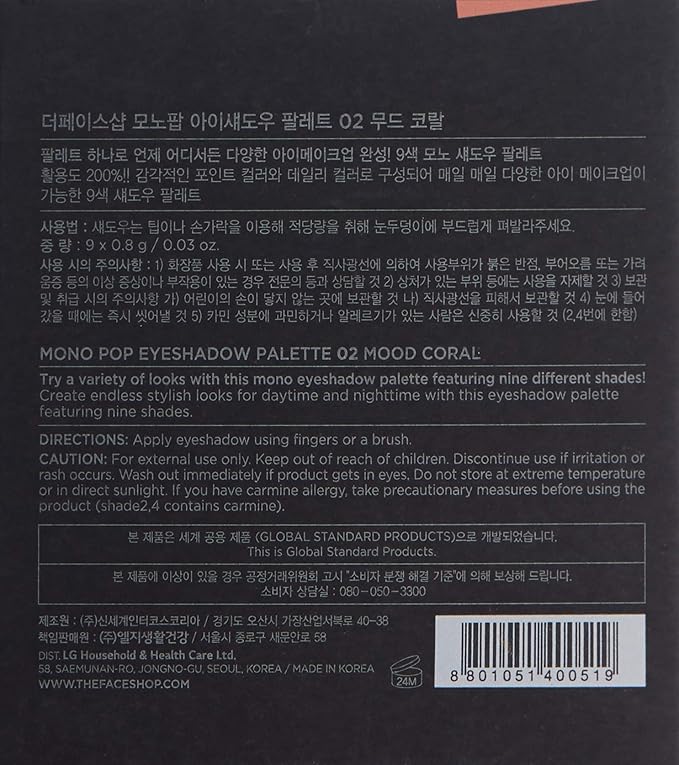 더페이스샵 모노팝 아이섀도우 팔레트 02 무드 코랄
팔레트 하나로 언제 어디서든 다양한 아이메이크업 완성! 9색 모노 섀도우 팔레트
활용도 200%!! 감각적인 포인트 컬러와 데일리 컬러로 구성되어 매일 매일 다양한 아이 메이크업이
가능한 9색 섀도우 팔레트
사용법 : 섀도우는 팁이나 손가락을 이용해 적당량을 취해 눈두덩이에 부드럽게 펴발라주세요.
중 량 : 9 x 0.8 g / 0.03 oz.
사용 시의 주의사항 : 1) 화장품 사용 시 또는 사용 후 직사광선에 의하여 사용부위가 붉은 반점, 부어오름 또는 가려
움증 등의 이상 증상이나 부작용이 있는 경우 전문의 등과 상담할 것 2) 상처가 있는 부위 등에는 사용을 자제할 것 3) 보관
및 취급 시의 주의사항 가) 어린이의 손이 닿지 않는 곳에 보관할 것 나) 직사광선을 피해서 보관할 것 4) 눈에 들어
갔을 때에는 즉시 씻어낼 것 5) 카민 성분에 과민하거나 알레르기가 있는 사람은 신중히 사용할 것 (2,4번에 한함)
MONO POP EYESHADOW PALETTE 02 MOOD CORAL
Try a variety of looks with this mono eyeshadow palette featuring nine different shades!
Create endless stylish looks for daytime and nighttime with this eyeshadow palette
featuring nine shades.
DIRECTIONS: Apply eyeshadow using fingers or a brush.
CAUTION: For external use only. Keep out of reach of children. Discontinue use if irritation or
rash occurs. Wash out immediately if product gets in eyes. Do not store at extreme temperature
or in direct sunlight. If you have carmine allergy, take precautionary measures before using the
product (shade2,4 contains carmine).
본 제품은 세계 공용 제품 (GLOBAL STANDARD PRODUCTS)으로 개발되었습니다.
This is Global Standard Products.
본 제품에 이상이 있을 경우 공정거래위원회 고시 "소비자 분쟁 해결 기준"에 의해 보상해 드립니다.
소비자 상담실 : 080-050-3300
제조원 : (주)신세계인터코스코리아 / 경기도 오산시 가장산업서북로 40-38
책임판매원 : (주)엘지생활건강 / 서울시 종로구 새문안로 58
DIST. LG Household & Health Care Ltd.
58, SAEMUNAN-RO, JONGNO-GU, SEOUL, KOREA / MADE IN KOREA
WWW.THEFACESHOP.COM
24M
8 801051 400519